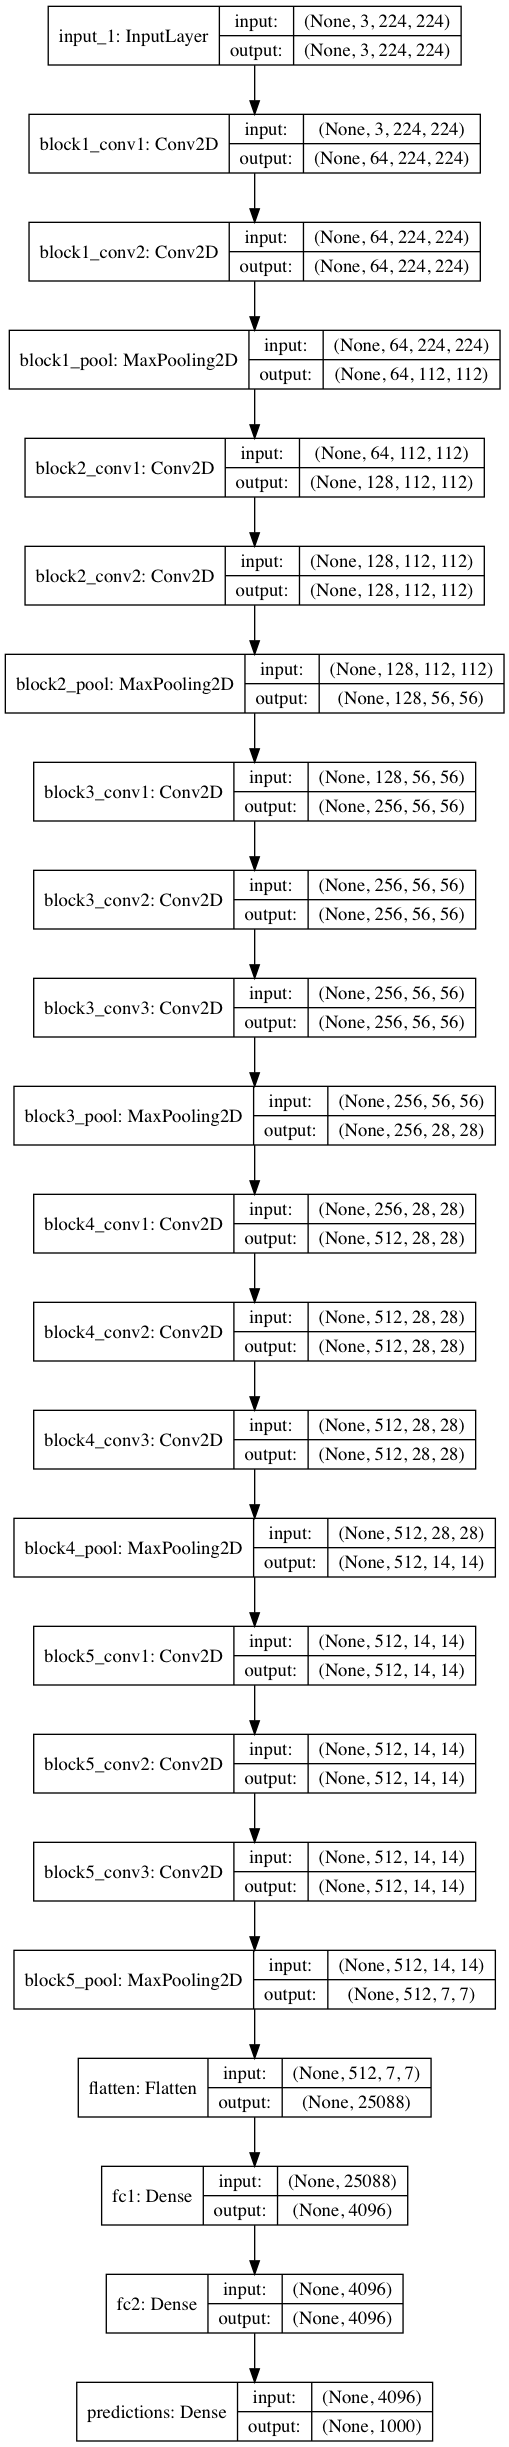 input_1: InputLayer
input: (None, 3, 224, 224)
output: (None, 3, 224, 224)
block1_conv1: Conv2D
input: (None, 3, 224, 224)
output: (None, 64, 224, 224)
block1_conv2: Conv2D
input: (None, 64, 224, 224)
output: (None, 64, 224, 224)
block1_pool: MaxPooling2D
input: (None, 64, 224, 224)
output: (None, 64, 112, 112)
block2_conv1: Conv2D
input: (None, 64, 112, 112)
output: (None, 128, 112, 112)
block2_conv2: Conv2D
input: (None, 128, 112, 112)
output: (None, 128, 112, 112)
block2_pool: MaxPooling2D
input: (None, 128, 112, 112)
output: (None, 128, 56, 56)
block3_conv1: Conv2D
input: (None, 128, 56, 56)
output: (None, 256, 56, 56)
block3_conv2: Conv2D
input: (None, 256, 56, 56)
output: (None, 256, 56, 56)
block3_conv3: Conv2D
input: (None, 256, 56, 56)
output: (None, 256, 56, 56)
block3_pool: MaxPooling2D
input: (None, 256, 56, 56)
output: (None, 256, 28, 28)
block4_conv1: Conv2D
input: (None, 256, 28, 28)
output: (None, 512, 28, 28)
block4_conv2: Conv2D
input: (None, 512, 28, 28)
output: (None, 512, 28, 28)
block4_conv3: Conv2D
input: (None, 512, 28, 28)
output: (None, 512, 28, 28)
block4_pool: MaxPooling2D
input: (None, 512, 28, 28)
output: (None, 512, 14, 14)
block5_conv1: Conv2D
input: (None, 512, 14, 14)
output: (None, 512, 14, 14)
block5_conv2: Conv2D
input: (None, 512, 14, 14)
output: (None, 512, 14, 14)
block5_conv3: Conv2D
input: (None, 512, 14, 14)
output: (None, 512, 14, 14)
block5_pool: MaxPooling2D
input: (None, 512, 14, 14)
output: (None, 512, 7, 7)
flatten: Flatten
input: (None, 512, 7, 7)
output: (None, 25088)
fc1: Dense
input: (None, 25088)
output: (None, 4096)
fc2: Dense
input: (None, 4096)
output: (None, 4096)
predictions: Dense
input: (None, 4096)
output: (None, 1000)